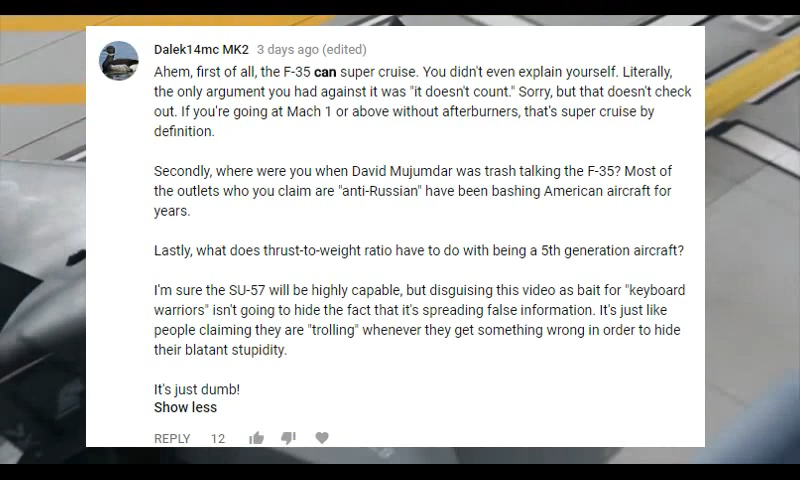 Dalek14mc MK2 3 days ago (edited)
Ahem, first of all, the F-35 can super cruise. You didn't even explain yourself. Literally,
the only argument you had against it was "it doesn't count." Sorry, but that doesn't check
out. If you're going at Mach 1 or above without afterburners, that's super cruise by
definition.
Secondly, where were you when David Mujumdar was trash talking the F-35? Most of
the outlets who you claim are "anti-Russian" have been bashing American aircraft for
years.
Lastly, what does thrust-to-weight ratio have to do with being a 5th generation aircraft?
I'm sure the SU-57 will be highly capable, but disguising this video as bait for "keyboard
warriors" isn't going to hide the fact that it's spreading false information. It's just like
people claiming they are "trolling" whenever they get something wrong in order to hide
their blatant stupidity.
It's just dumb!
Show less
REPLY 12